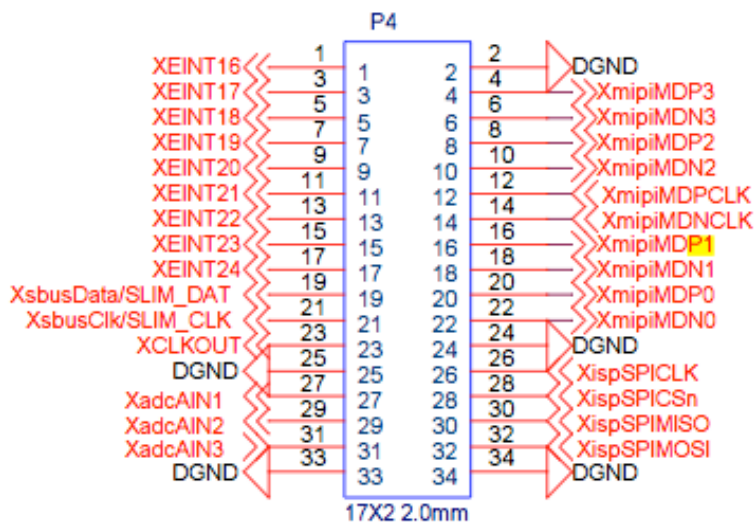 P4
1 1 2 2
XEINT16 DGND
3 3 4 4
XEINT17 XmipiMDP3
5 5 6 6
XEINT18 XmipiMDN3
7 7 8 8
XEINT19 XmipiMDP2
9 9 10 10
XEINT20 XmipiMDN2
11 11 12 12
XEINT21 XmipiMDPCLK
13 13 14 14
XEINT22 XmipiMDNCLK
15 15 16 16
XEINT23 XmipiMDP1
17 17 18 18
XEINT24 XmipiMDN1
19 19 20 20
XsbusData/SLIM_DAT XmipiMDP0
21 21 22 22
XsbusClk/SLIM_CLK XmipiMDN0
23 23 24 24
XCLKOUT DGND
25 25 26 26
DGND XispSPICLK
27 27 28 28
XadcAIN1 XispSPICSn
29 29 30 30
XadcAIN2 XispSPIMISO
31 31 32 32
XadcAIN3 XispSPIMOSI
33 33 34 34
DGND DGND
17X2 2.0mm